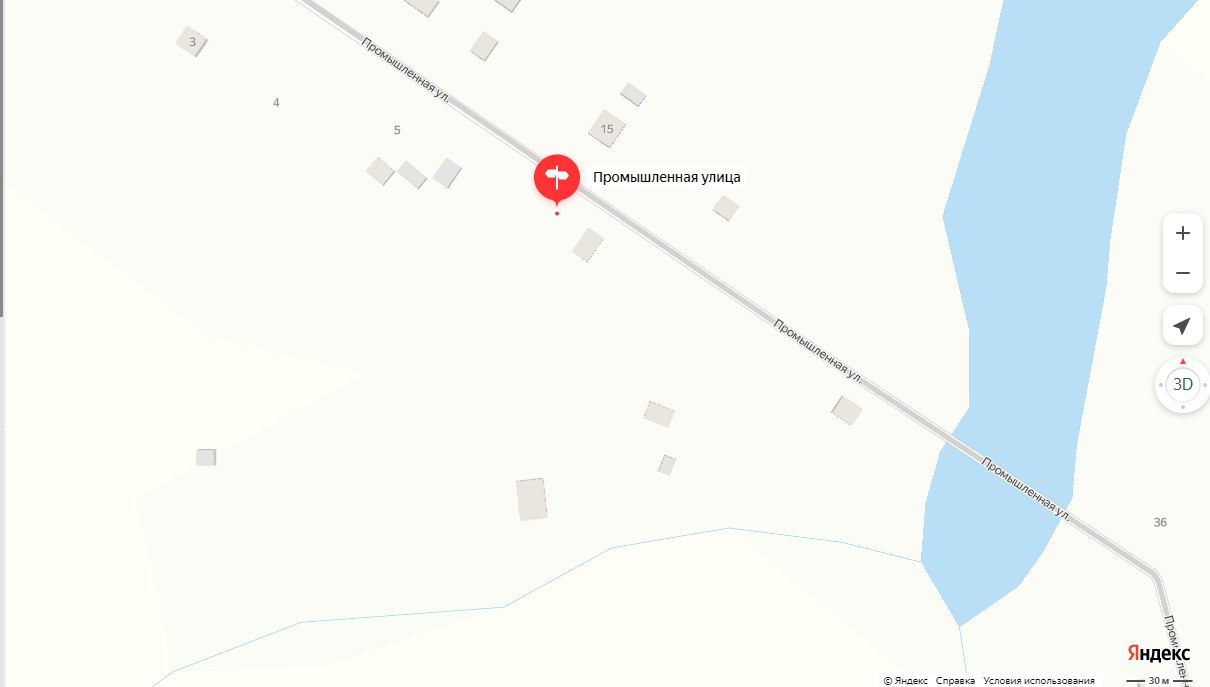 Промышленная ул.
3
4
5
15
Промышленная улица
Промышленная ул.
3D
Промышленная ул.
36
Промышленн
Яндекс
© Яндекс Справка Условия использования
30 м